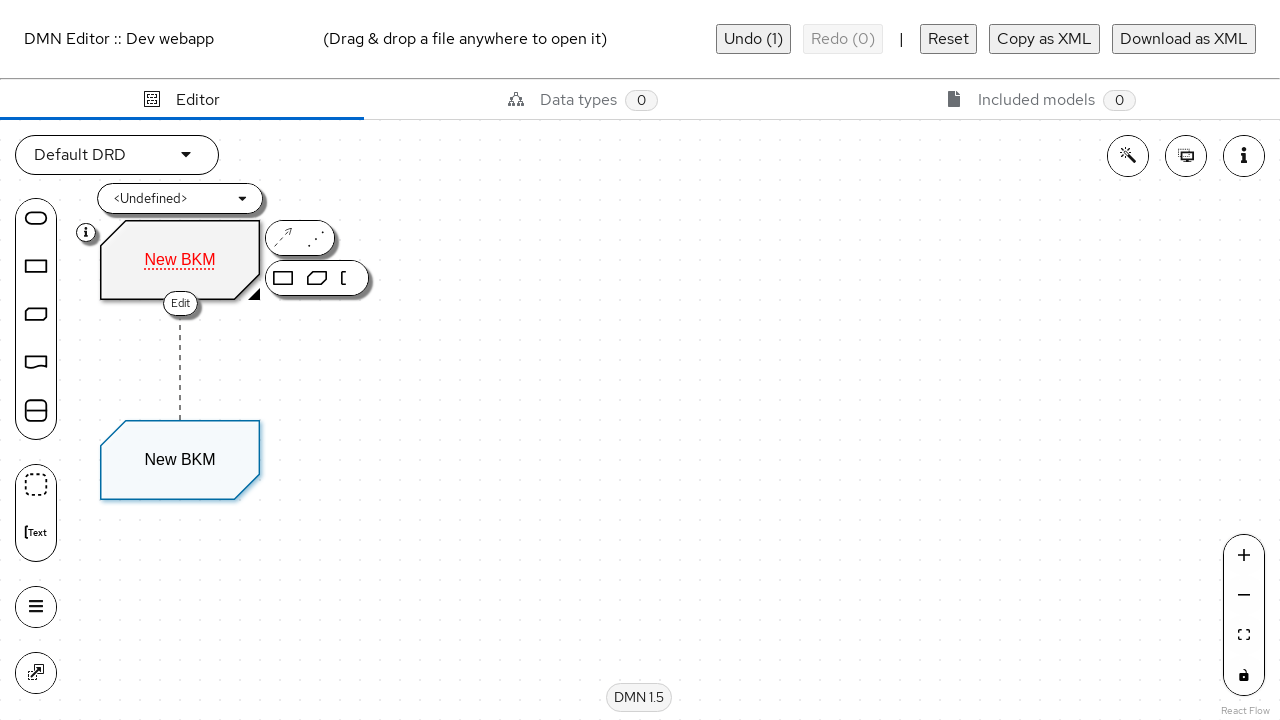 DMN Editor :: Dev webapp
(Drag & drop a file anywhere to open it)
Undo (1)
Redo (0)
|
Reset
Copy as XML
Download as XML
Editor
Data types
0
Included models
0
Default DRD
<Undefined>
New BKM
Edit
New BKM
Text
DMN 1.5
React Flow